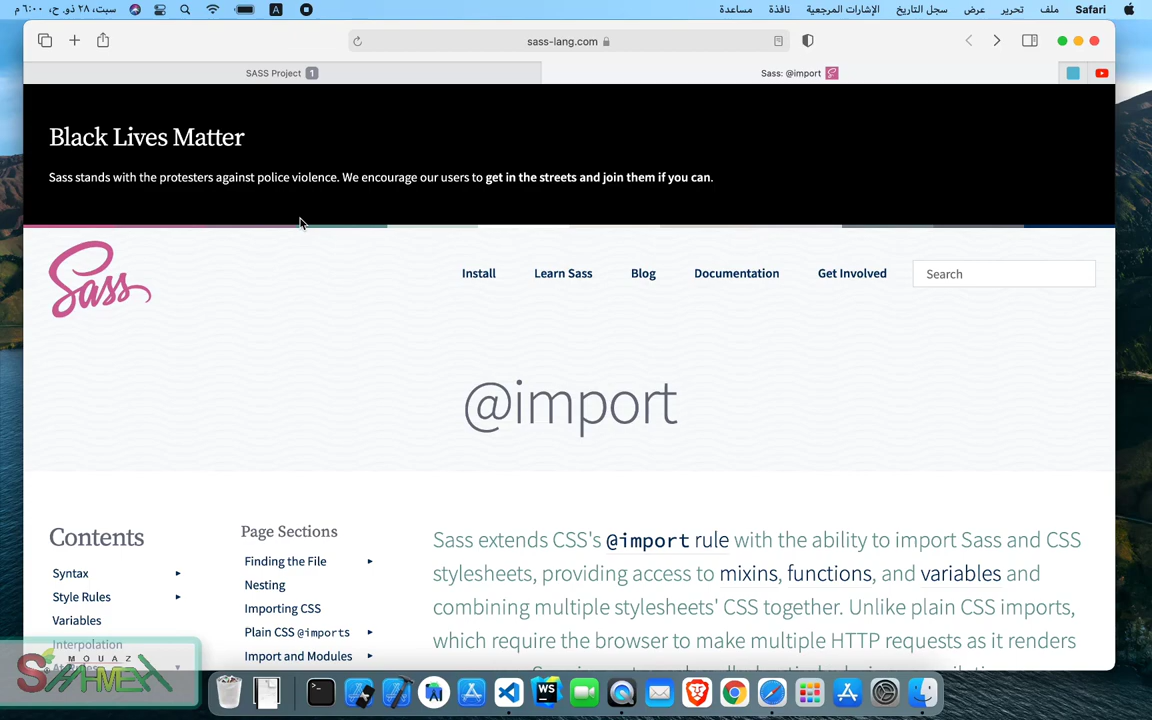 سبت، ٢٨ ذو. ح، ٦:٠٠ م
A
مساعدة
نافذة
الإشارات المرجعية
سجل التاريخ
عرض
تحرير
ملف
Safari
sass-lang.com
SASS Project 1
Sass: @import
Black Lives Matter
Sass stands with the protesters against police violence. We encourage our users to get in the streets and join them if you can.
Sass
Install
Learn Sass
Blog
Documentation
Get Involved
Search
@import
Contents
Syntax
Style Rules
Variables
Interpolation
Page Sections
Finding the File
Nesting
Importing CSS
Plain CSS @imports
Import and Modules
Sass extends CSS's @import rule with the ability to import Sass and CSS
stylesheets, providing access to mixins, functions, and variables and
combining multiple stylesheets' CSS together. Unlike plain CSS imports,
which require the browser to make multiple HTTP requests as it renders
MOUAZ
WS